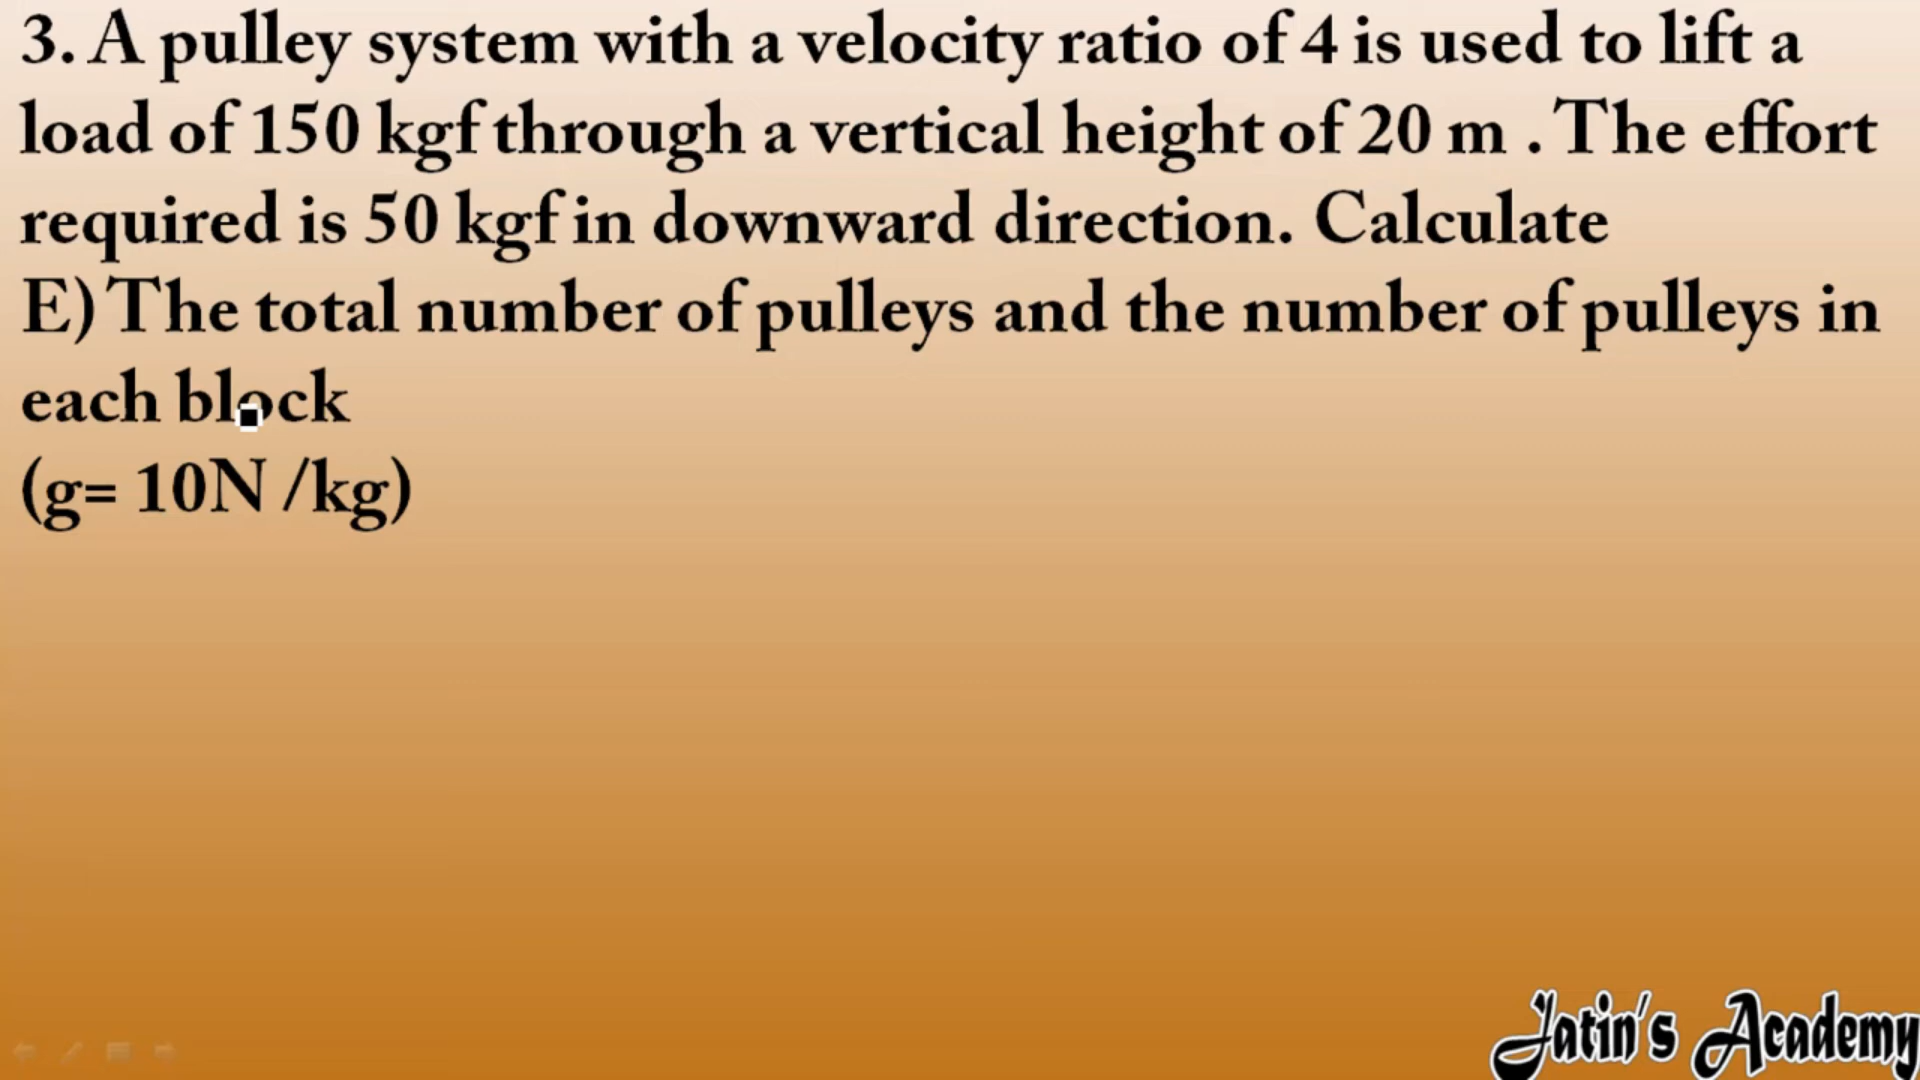 3. A pulley system with a velocity ratio of 4 is used to lift a
load of 150 kgf through a vertical height of 20 m . The effort
required is 50 kgf in downward direction. Calculate
E) The total number of pulleys and the number of pulleys in
each block
(g= 10N /kg)
Jatin's Academy